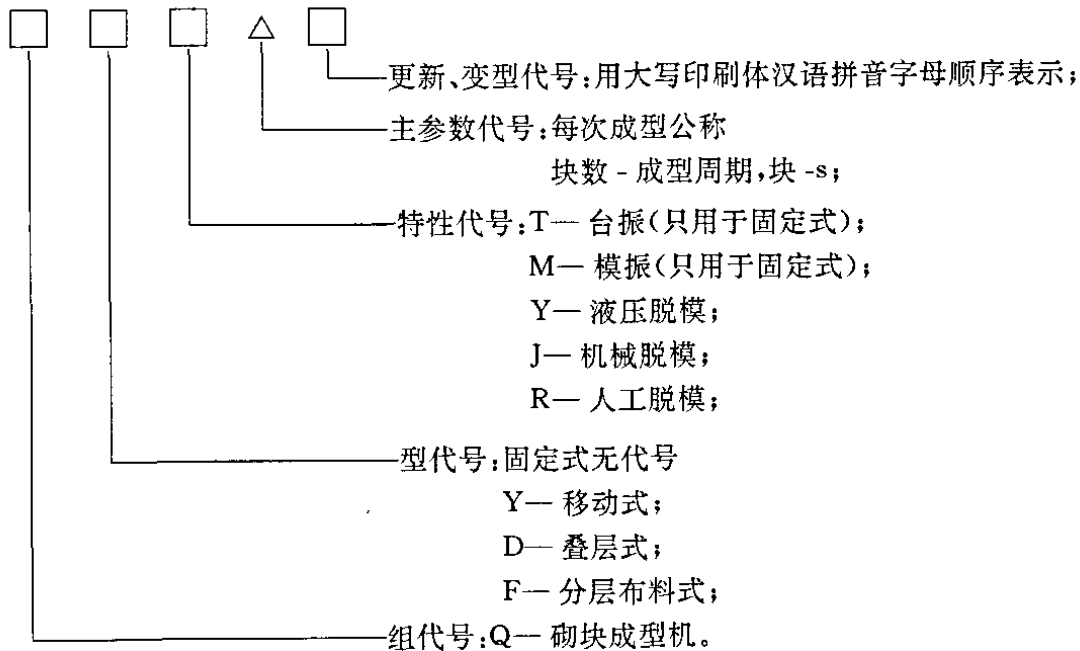 更新、变型代号:用大写印刷体汉语拼音字母顺序表示;
主参数代号:每次成型公称
块数-成型周期,块-s;
特性代号:T—台振(只用于固定式);
M—模振(只用于固定式);
Y—液压脱模;
J—机械脱模;
R—人工脱模;
型代号:固定式无代号
Y—移动式;
D—叠层式;
F—分层布料式;
组代号:Q—砌块成型机。